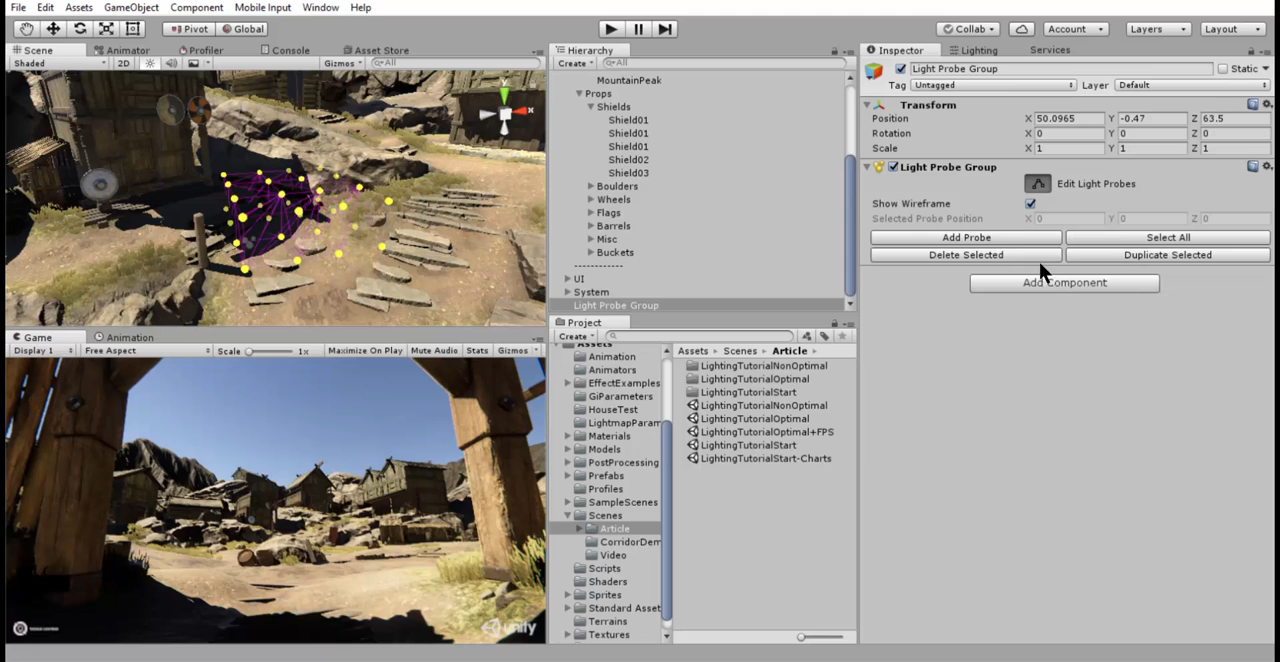 File Edit Assets GameObject Component Mobile Input Window Help
Pivot Global Collab Account Layers Layout
Scene Animator Profiler Console Asset Store
Shaded 2D Gizmos All
Y X
Hierarchy
Create All
MountainPeak
Props
Shields
Shield01
Shield01
Shield01
Shield02
Shield03
Boulders
Wheels
Flags
Barrels
Misc
Buckets
------------
UI
System
Light Probe Group
Inspector Lighting Services
Light Probe Group Static
Tag Untagged Layer Default
Transform
Position X 50.0965 Y -0.47 Z 63.5
Rotation X 0 Y 0 Z 0
Scale X 1 Y 1 Z 1
Light Probe Group
Edit Light Probes
Show Wireframe
Selected Probe Position X 0 Y 0 Z 0
Add Probe Select All
Delete Selected Duplicate Selected
Add Component
Game Animation
Display 1 Free Aspect Scale 1x Maximize On Play Mute Audio Stats Gizmos
unity
Project
Create
Assets
Animation
Animators
EffectExamples
GiParameters
HouseTest
LightmapParam
Materials
Models
PostProcessing
Prefabs
Profiles
SampleScenes
Scenes
Article
CorridorDem
Video
Scripts
Shaders
Sprites
Standard Asset
Terrains
Textures
Assets Scenes Article
LightingTutorialNonOptimal
LightingTutorialOptimal
LightingTutorialStart
LightingTutorialNonOptimal
LightingTutorialOptimal
LightingTutorialOptimal+FPS
LightingTutorialStart
LightingTutorialStart-Charts